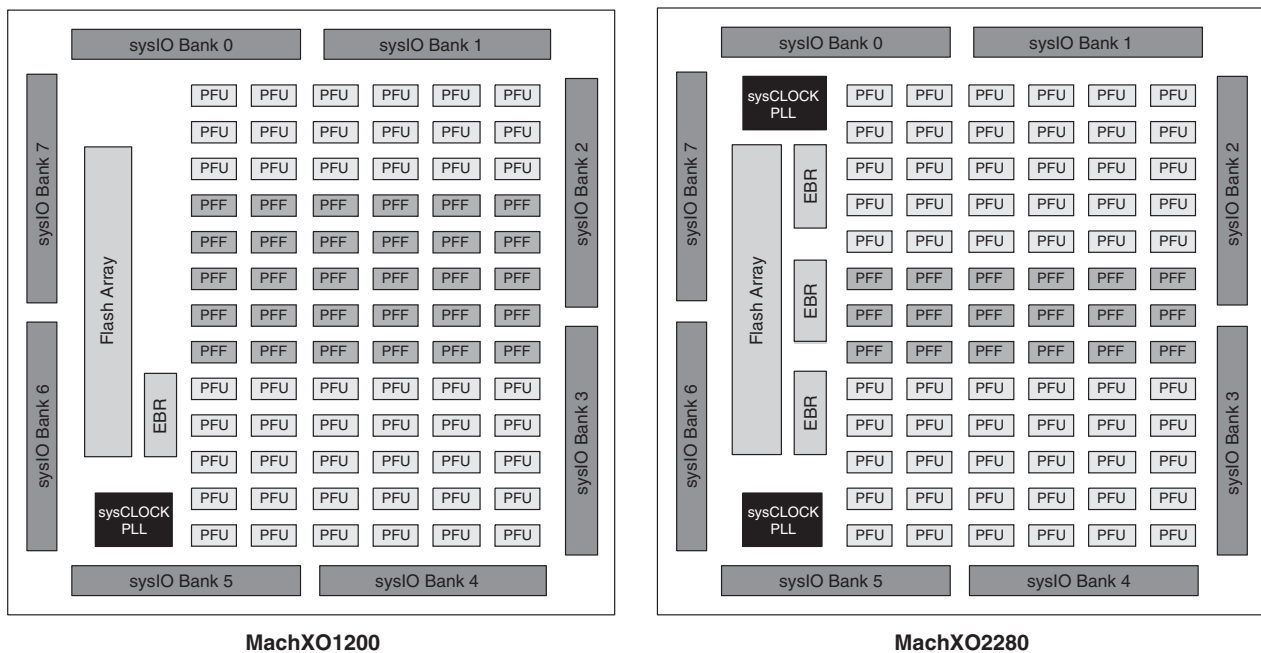 sysIO Bank 0
sysIO Bank 1
sysIO Bank 7
sysIO Bank 6
Flash Array
EBR
sysCLOCK
PLL
PFU PFU PFU PFU PFU PFU
PFU PFU PFU PFU PFU PFU
PFU PFU PFU PFU PFU PFU
PFF PFF PFF PFF PFF PFF
PFF PFF PFF PFF PFF PFF
PFF PFF PFF PFF PFF PFF
PFF PFF PFF PFF PFF PFF
PFF PFF PFF PFF PFF PFF
PFU PFU PFU PFU PFU PFU
PFU PFU PFU PFU PFU PFU
PFU PFU PFU PFU PFU PFU
PFU PFU PFU PFU PFU PFU
PFU PFU PFU PFU PFU PFU
sysIO Bank 2
sysIO Bank 3
sysIO Bank 5
sysIO Bank 4
MachXO1200
sysIO Bank 0
sysIO Bank 1
sysIO Bank 7
sysIO Bank 6
sysCLOCK
PLL
Flash Array
EBR
EBR
EBR
sysCLOCK
PLL
PFU PFU PFU PFU PFU PFU
PFU PFU PFU PFU PFU PFU
PFU PFU PFU PFU PFU PFU
PFU PFU PFU PFU PFU PFU
PFU PFU PFU PFU PFU PFU
PFF PFF PFF PFF PFF PFF
PFF PFF PFF PFF PFF PFF
PFF PFF PFF PFF PFF PFF
PFU PFU PFU PFU PFU PFU
PFU PFU PFU PFU PFU PFU
PFU PFU PFU PFU PFU PFU
PFU PFU PFU PFU PFU PFU
PFU PFU PFU PFU PFU PFU
sysIO Bank 2
sysIO Bank 3
sysIO Bank 5
sysIO Bank 4
MachXO2280